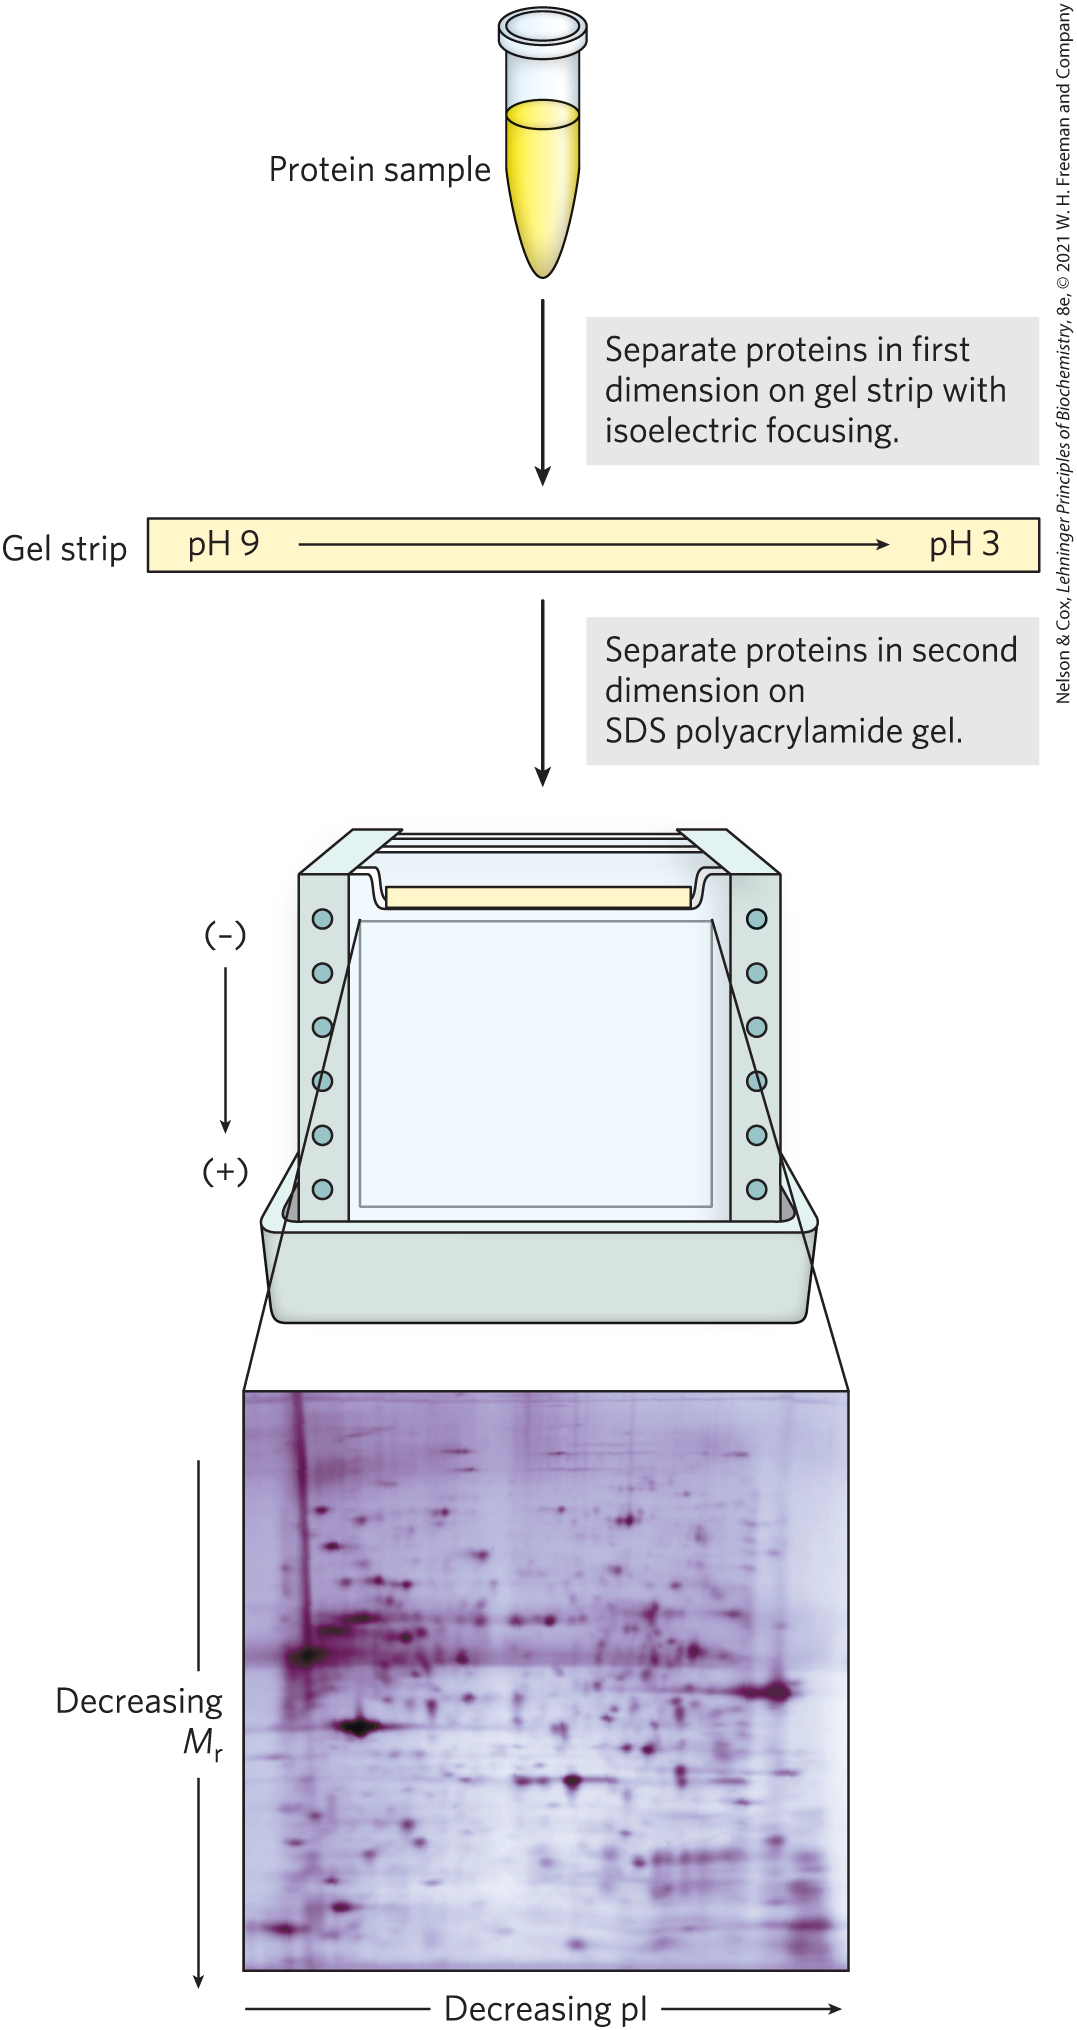 Protein sample
Separate proteins in first
dimension on gel strip with
isoelectric focusing.
Gel strip
pH 9
pH 3
Separate proteins in second
dimension on
SDS polyacrylamide gel.
(–)
(+)
Decreasing
Mr
Decreasing pI
Nelson & Cox, Lehninger Principles of Biochemistry, 8e, © 2021 W. H. Freeman and Company